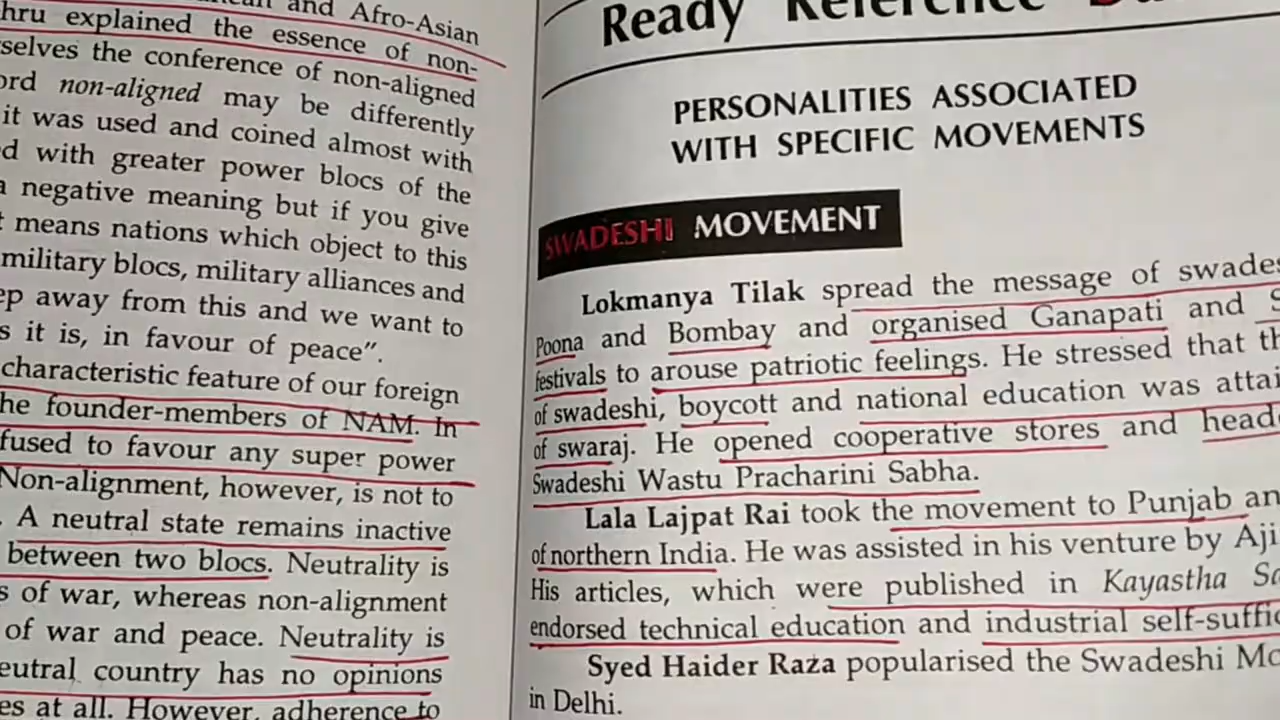 and Afro-Asian
hru explained the essence of non-
selves the conference of non-aligned
ord non-aligned may be differently
it was used and coined almost with
d with greater power blocs of the
a negative meaning but if you give
t means nations which object to this
military blocs, military alliances and
ep away from this and we want to
s it is, in favour of peace”.
characteristic feature of our foreign
he founder-members of NAM. In
fused to favour any super power
Non-alignment, however, is not to
. A neutral state remains inactive
between two blocs. Neutrality is
s of war, whereas non-alignment
of war and peace. Neutrality is
eutral country has no opinions
es at all. However, adherence to
Ready Reference
PERSONALITIES ASSOCIATED
WITH SPECIFIC MOVEMENTS
SWADESHI MOVEMENT
Lokmanya Tilak spread the message of swades
Poona and Bombay and organised Ganapati and S
festivals to arouse patriotic feelings. He stressed that th
of swadeshi, boycott and national education was attai
of swaraj. He opened cooperative stores and head
Swadeshi Wastu Pracharini Sabha.
Lala Lajpat Rai took the movement to Punjab an
of northern India. He was assisted in his venture by Aji
His articles, which were published in Kayastha Sa
endorsed technical education and industrial self-suffic
Syed Haider Raza popularised the Swadeshi Mo
in Delhi.